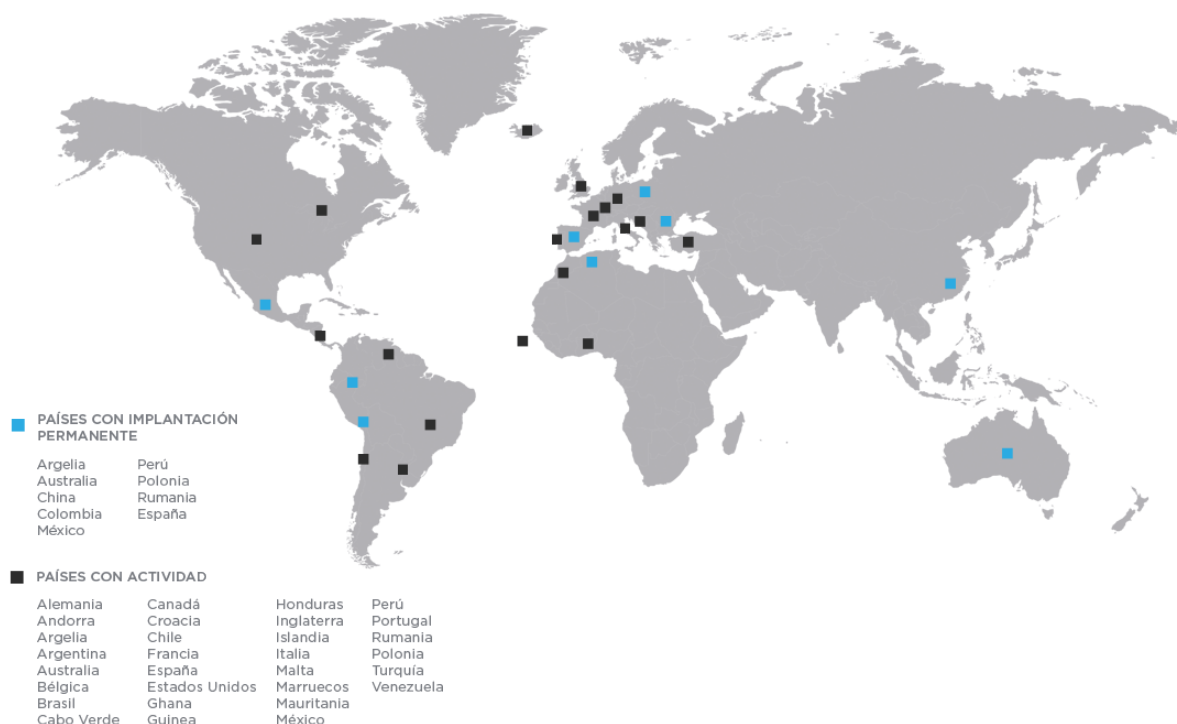 PAÍSES CON IMPLANTACIÓN
PERMANENTE
Argelia
Australia
China
Colombia
México
Perú
Polonia
Rumania
España
PAÍSES CON ACTIVIDAD
Alemania
Andorra
Argelia
Argentina
Australia
Bélgica
Brasil
Cabo Verde
Canadá
Croacia
Chile
Francia
España
Estados Unidos
Ghana
Guinea
Honduras
Inglaterra
Islandia
Italia
Malta
Marruecos
Mauritania
México
Perú
Portugal
Rumania
Polonia
Turquía
Venezuela